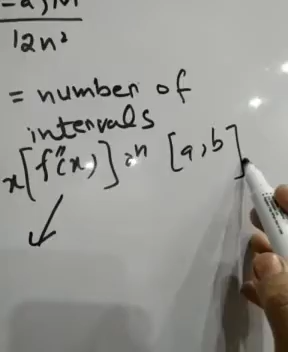 -a)M
12n²
= number of
intervals
x[f"(x)] in [a,b]